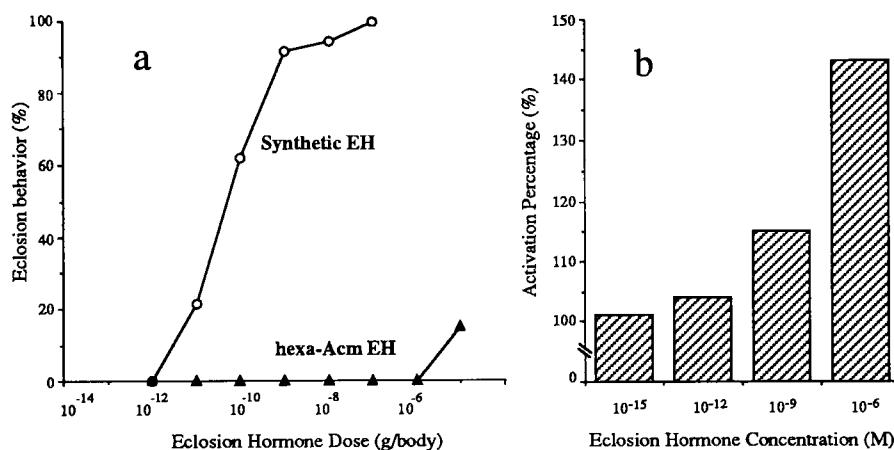 a
Eclosion behavior (%)
100
80
60
40
20
0
Synthetic EH
hexa-Acm EH
10-14 10-12 10-10 10-8 10-6
Eclosion Hormone Dose (g/body)
b
Activation Percentage (%)
150
140
130
120
110
100
0
10-15 10-12 10-9 10-6
Eclosion Hormone Concentration (M)